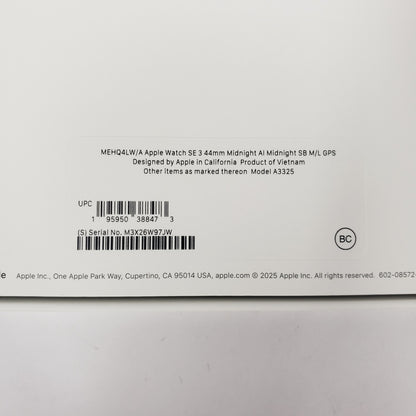 MEHQ4LW/A Apple Watch SE 3 44mm Midnight Al Midnight SB M/L GPS
Designed by Apple in California Product of Vietnam
Other items as marked thereon Model A3325
UPC
1 95950 38847 3
(S) Serial No. M3X26W97JW
BC
Apple Inc., One Apple Park Way, Cupertino, CA 95014 USA, apple.com © 2025 Apple Inc. All rights reserved. 602-08572-